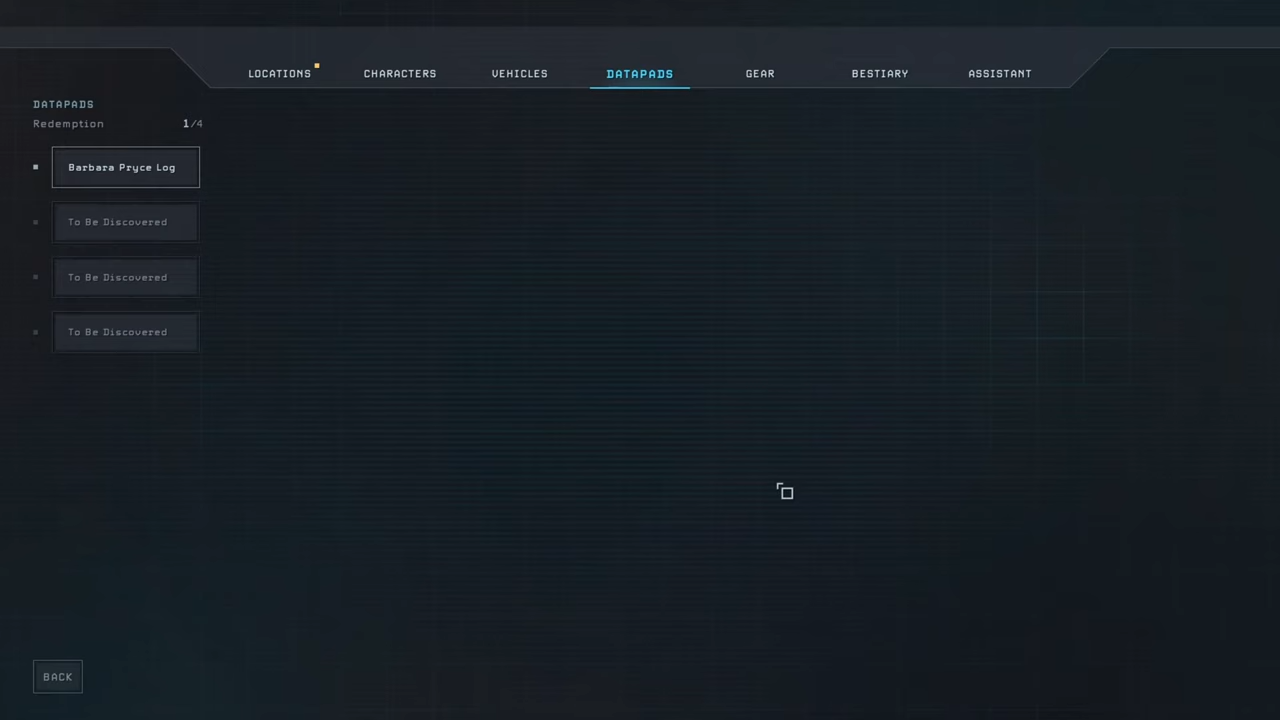 LOCATIONS CHARACTERS VEHICLES DATAPADS GEAR BESTIARY ASSISTANT
DATAPADS
Redemption 1/4
Barbara Pryce Log
To Be Discovered
To Be Discovered
To Be Discovered
BACK